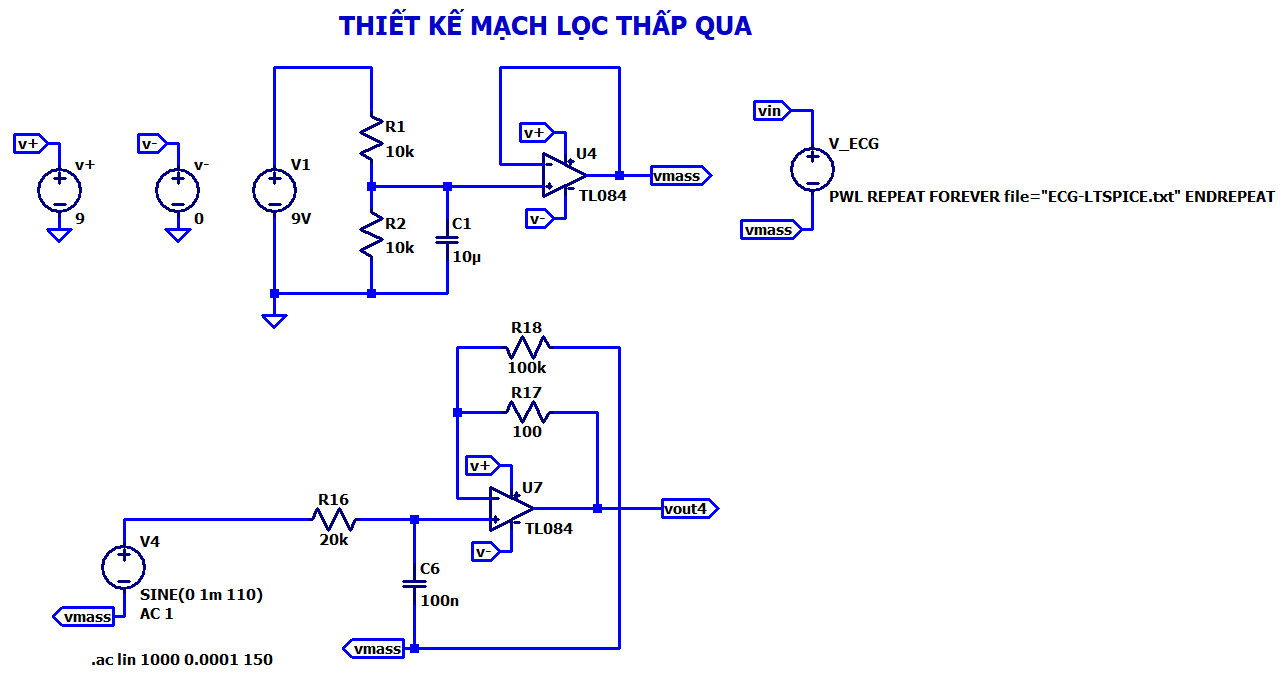 THIẾT KẾ MẠCH LỌC THẤP QUA
v+
v+
9
v-
v-
0
V1
9V
R1
10k
R2
10k
C1
10µ
v+
U4
TL084
v-
vmass
vin
V_ECG
PWL REPEAT FOREVER file="ECG-LTSPICE.txt" ENDREPEAT
vmass
R18
100k
R17
100
v+
U7
TL084
v-
vout4
R16
20k
V4
SINE(0 1m 110)
AC 1
vmass
C6
100n
vmass
.ac lin 1000 0.0001 150